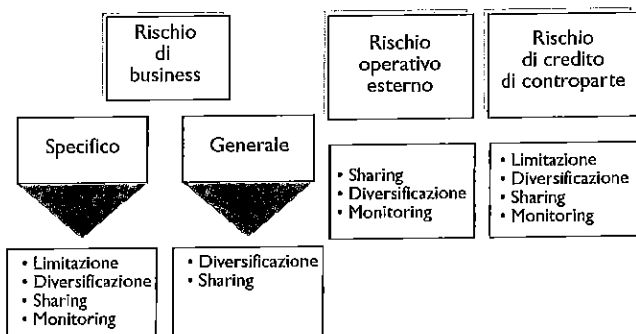 Rischio
di
business
Rischio
operativo
esterno
Rischio
di credito
di controparte
Specifico
Generale
• Sharing
• Diversificazione
• Monitoring
• Limitazione
• Diversificazione
• Sharing
• Monitoring
• Limitazione
• Diversificazione
• Sharing
• Monitoring
• Diversificazione
• Sharing